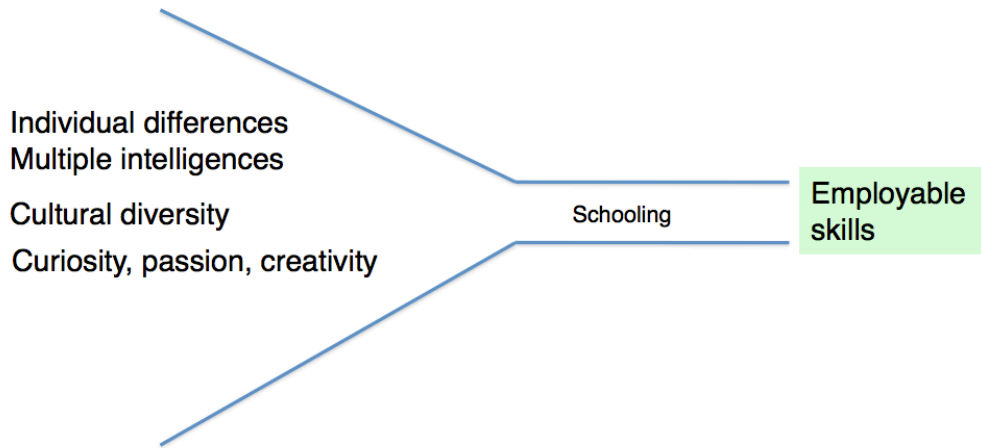 Individual differences
Multiple intelligences
Cultural diversity
Curiosity, passion, creativity
Schooling
Employable
skills